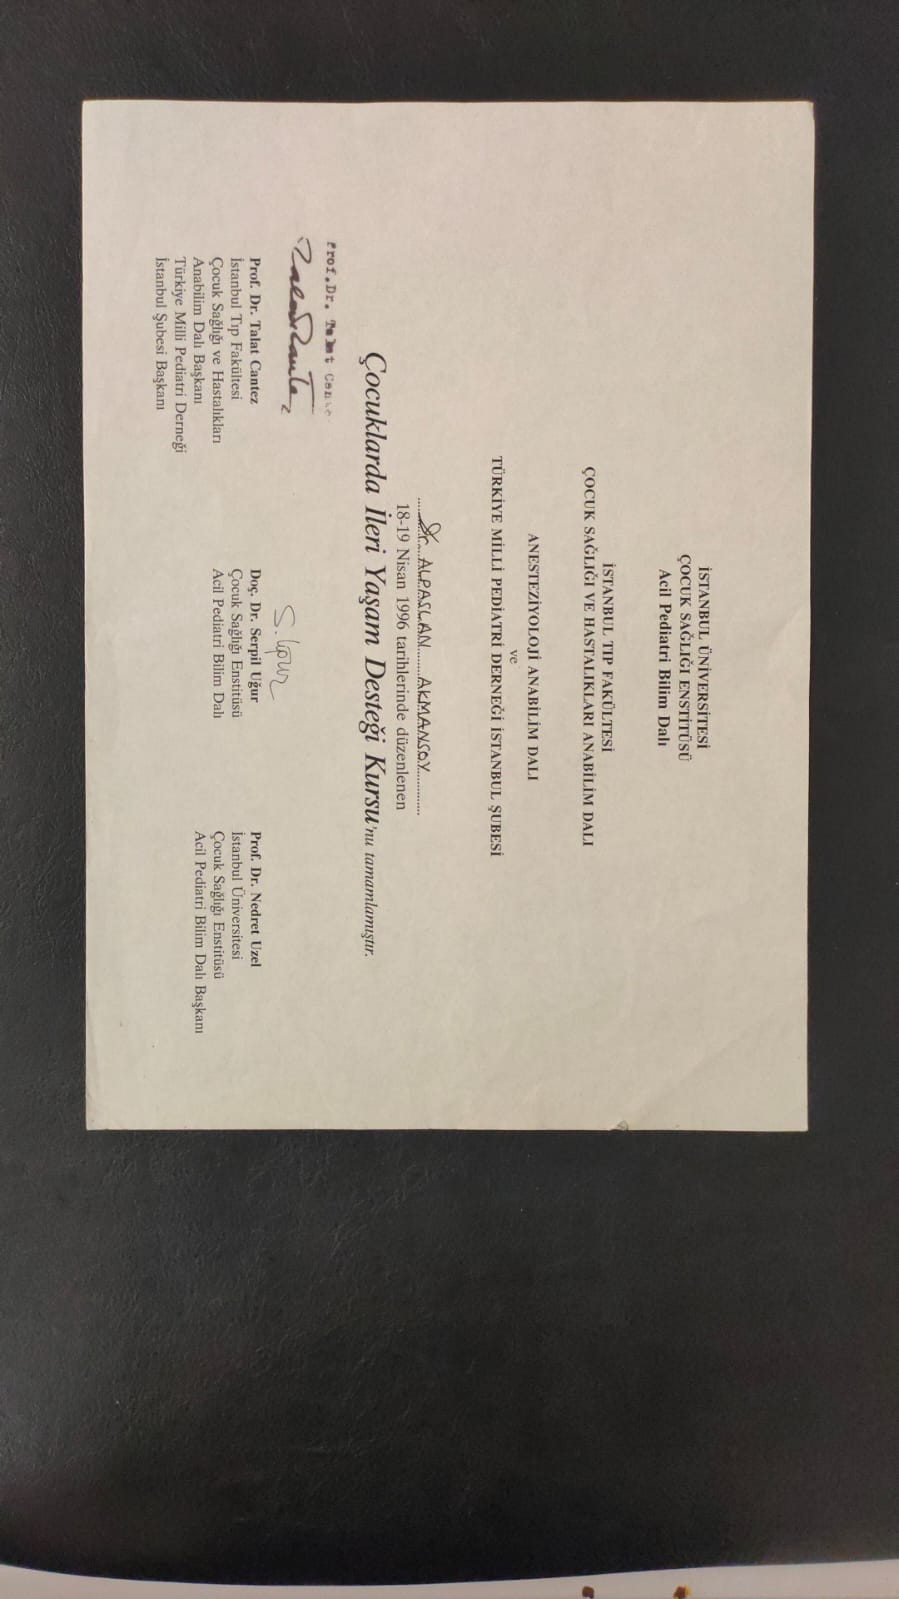 İSTANBUL ÜNİVERSİTESİ
ÇOCUK SAĞLIĞI ENSTİTÜSÜ
Acil Pediatri Bilim Dalı
İSTANBUL TIP FAKÜLTESİ
ÇOCUK SAĞLIĞI VE HASTALIKLARI ANABİLİM DALI
ANESTEZİYOLOJİ ANABİLİM DALI
ve
TÜRKİYE MİLLİ PEDİATRİ DERNEĞİ İSTANBUL ŞUBESİ
Dr. ALPASLAN AKMANSOY
18-19 Nisan 1996 tarihlerinde düzenlenen
Çocuklarda İleri Yaşam Desteği Kursu'nu tamamlamıştır.
Prof.Dr. Talat
Prof. Dr. Talat Cantez
İstanbul Tıp Fakültesi
Çocuk Sağlığı ve Hastalıkları
Anabilim Dalı Başkanı
Türkiye Milli Pediatri Derneği
İstanbul Şubesi Başkanı
S. Uğur
Doç. Dr. Serpil Uğur
Çocuk Sağlığı Enstitüsü
Acil Pediatri Bilim Dalı
Prof. Dr. Nedret Uzel
İstanbul Üniversitesi
Çocuk Sağlığı Enstitüsü
Acil Pediatri Bilim Dalı Başkanı